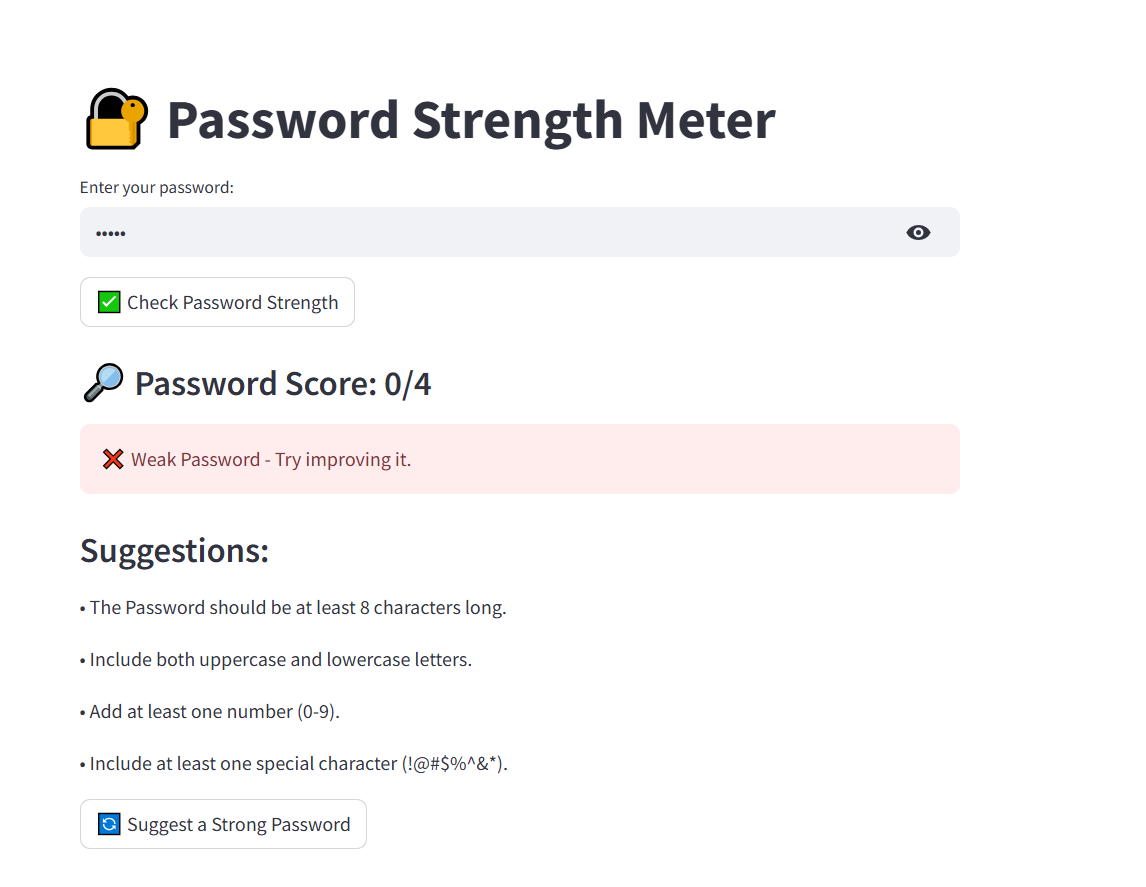 Password Strength Meter
Enter your password:
•••••
Check Password Strength
Password Score: 0/4
Weak Password - Try improving it.
Suggestions:
• The Password should be at least 8 characters long.
• Include both uppercase and lowercase letters.
• Add at least one number (0-9).
• Include at least one special character (!@#$%^&*).
Suggest a Strong Password